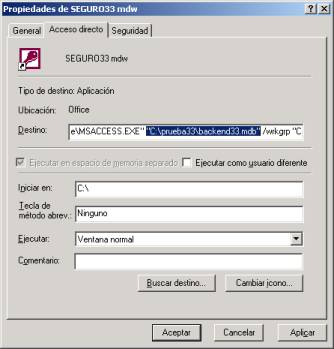 Propiedades de SEGURO33 mdw
General Acceso directo Seguridad
SEGURO33 mdw
Tipo de destino: Aplicación
Ubicación: Office
Destino: e\MSACCESS.EXE" "C:\prueba33\backend33.mdb" /wrkgrp "C
Ejecutar en espacio de memoria separado Ejecutar como usuario diferente
Iniciar en: C:\
Tecla de
método abrev.: Ninguno
Ejecutar: Ventana normal
Comentario:
Buscar destino... Cambiar icono...
Aceptar Cancelar Aplicar